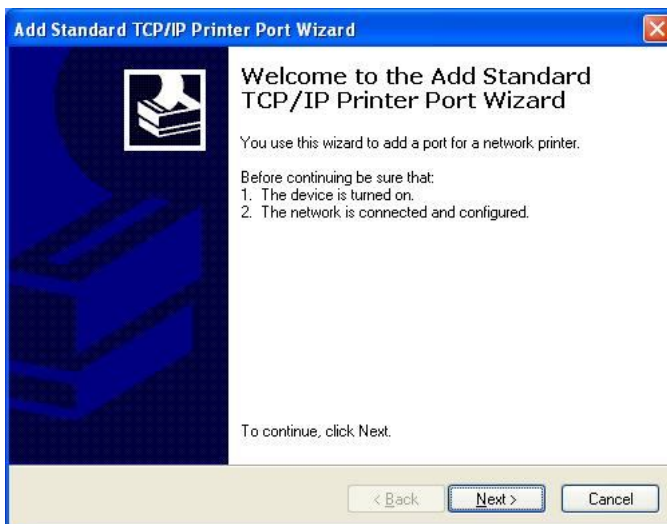 Add Standard TCP/IP Printer Port Wizard
Welcome to the Add Standard
TCP/IP Printer Port Wizard
You use this wizard to add a port for a network printer.
Before continuing be sure that:
1. The device is turned on.
2. The network is connected and configured.
To continue, click Next.
< Back
Next >
Cancel